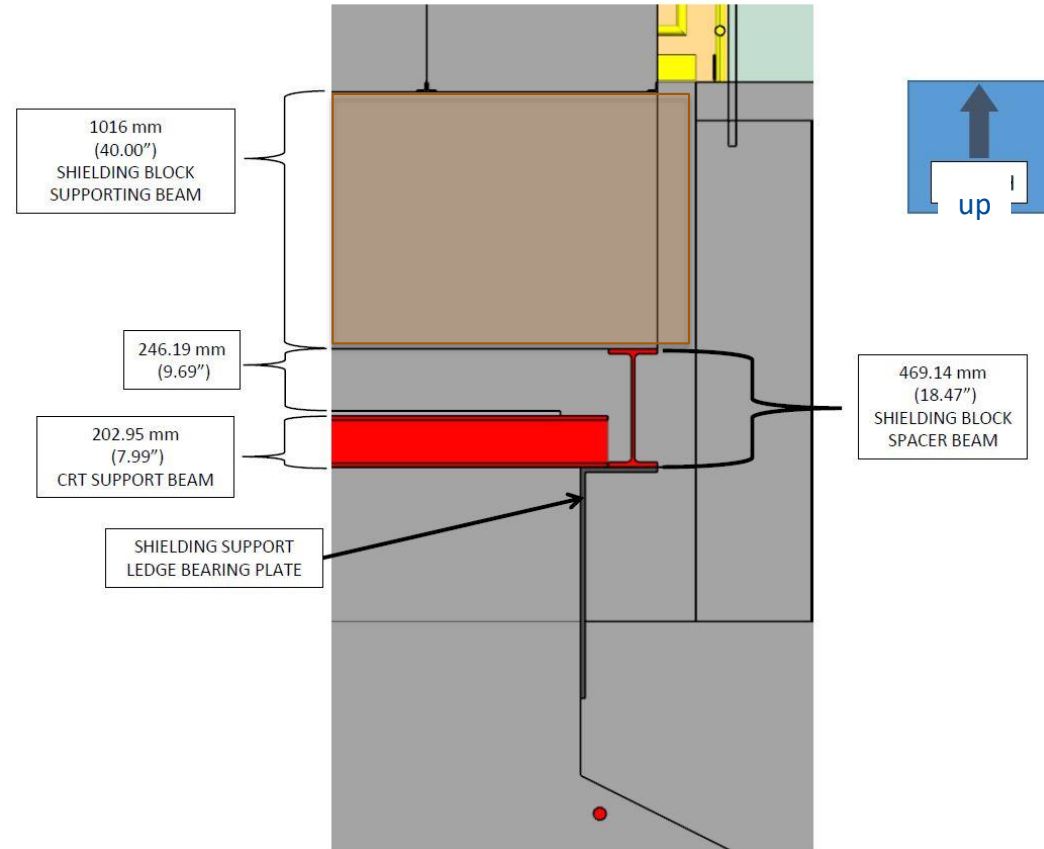 1016 mm
(40.00”)
SHIELDING BLOCK
SUPPORTING BEAM
up
246.19 mm
(9.69”)
469.14 mm
(18.47”)
SHIELDING BLOCK
SPACER BEAM
202.95 mm
(7.99”)
CRT SUPPORT BEAM
SHIELDING SUPPORT
LEDGE BEARING PLATE